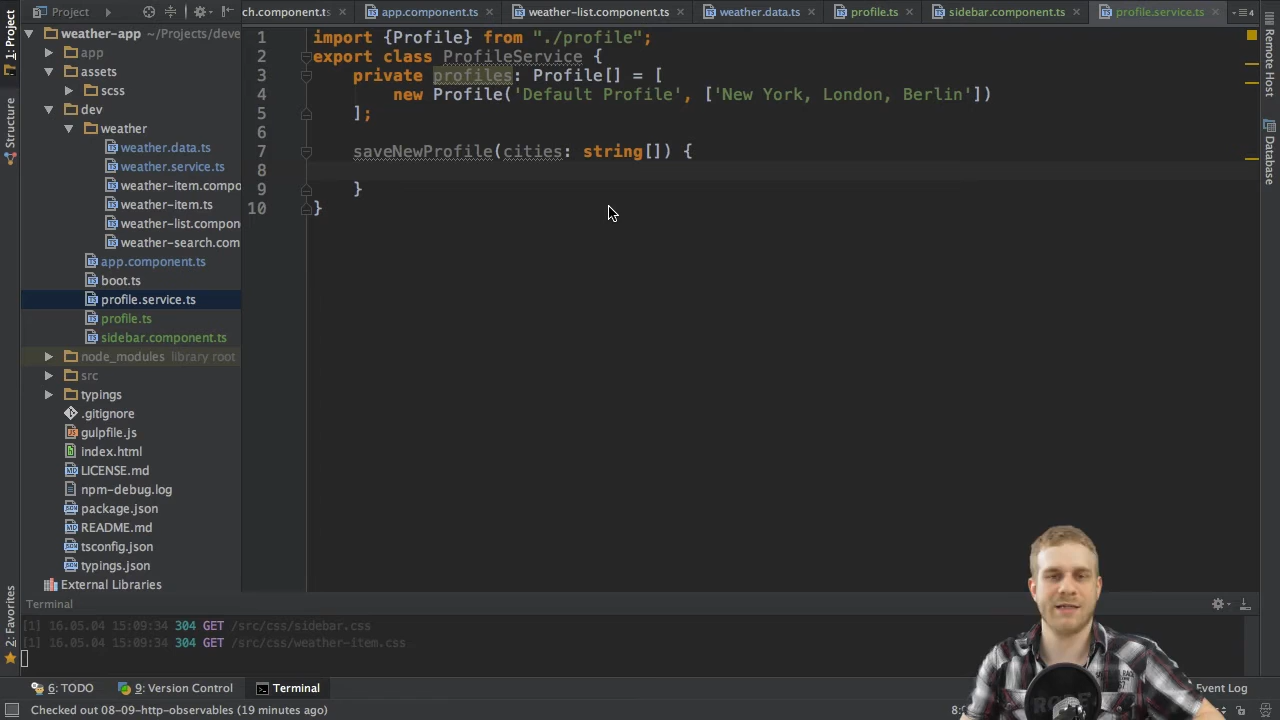 Project
ch.component.ts
app.component.ts
weather-list.component.ts
weather.data.ts
profile.ts
sidebar.component.ts
profile.service.ts
4
1: Project
Structure
2: Favorites
Remote Host
Database
weather-app ~/Projects/deve
app
assets
scss
dev
weather
weather.data.ts
weather.service.ts
weather-item.compo
weather-item.ts
weather-list.compon
weather-search.com
app.component.ts
boot.ts
profile.service.ts
profile.ts
sidebar.component.ts
node_modules library root
src
typings
.gitignore
gulpfile.js
index.html
LICENSE.md
npm-debug.log
package.json
README.md
tsconfig.json
typings.json
External Libraries
1 import {Profile} from "./profile";
2 export class ProfileService {
3 private profiles: Profile[] = [
4 new Profile('Default Profile', ['New York, London, Berlin'])
5 ];
6
7 saveNewProfile(cities: string[]) {
8
9 }
10 }
Terminal
[1] 16.05.04 15:09:34 304 GET /src/css/sidebar.css
[1] 16.05.04 15:09:34 304 GET /src/css/weather-item.css
6: TODO
9: Version Control
Terminal
Event Log
Checked out 08-09-http-observables (19 minutes ago)
8: